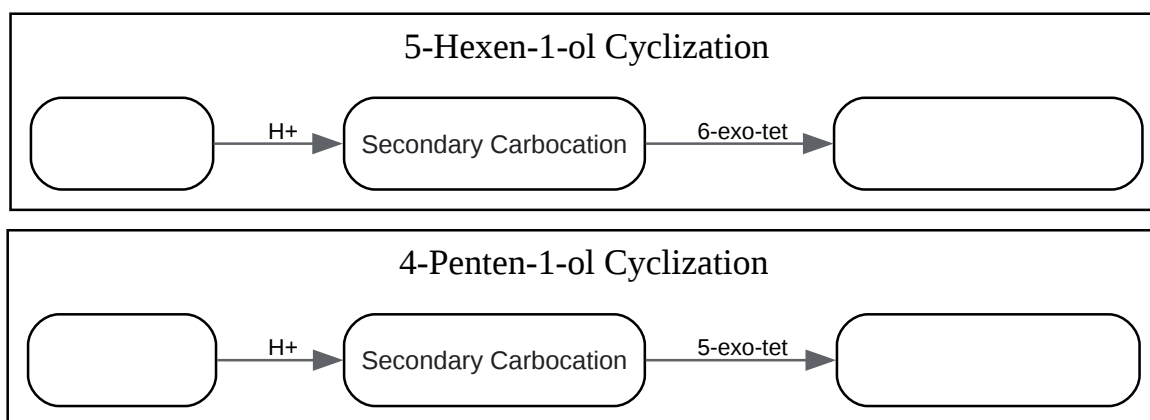 5-Hexen-1-ol Cyclization
H+
Secondary Carbocation
6-exo-tet
4-Penten-1-ol Cyclization
H+
Secondary Carbocation
5-exo-tet